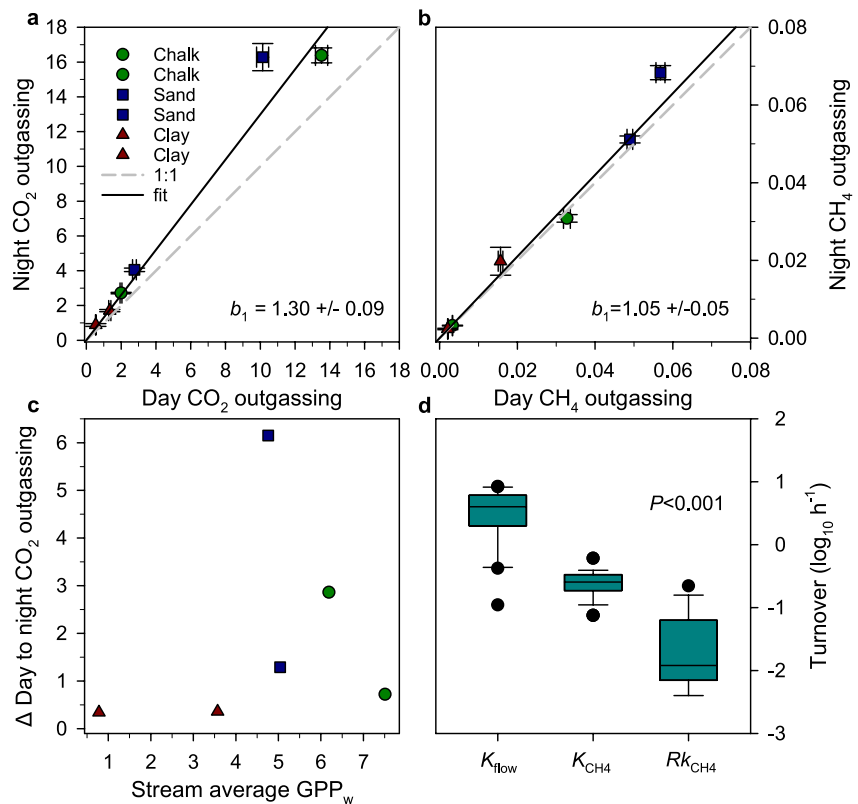 a
b
18
16
14
12
10
8
6
4
2
0
Night CO2 outgassing
Chalk
Chalk
Sand
Sand
Clay
Clay
1:1
fit
b1 = 1.30 +/- 0.09
0 2 4 6 8 10 12 14 16 18
Day CO2 outgassing
0.08
0.06
0.04
0.02
0.00
Night CH4 outgassing
b1=1.05 +/-0.05
0.00 0.02 0.04 0.06 0.08
Day CH4 outgassing
c
6
5
4
3
2
1
0
Δ Day to night CO2 outgassing
1 2 3 4 5 6 7
Stream average GPPw
d
2
1
0
-1
-2
-3
Turnover (log10 h-1)
P<0.001
Kflow KCH4 RkCH4